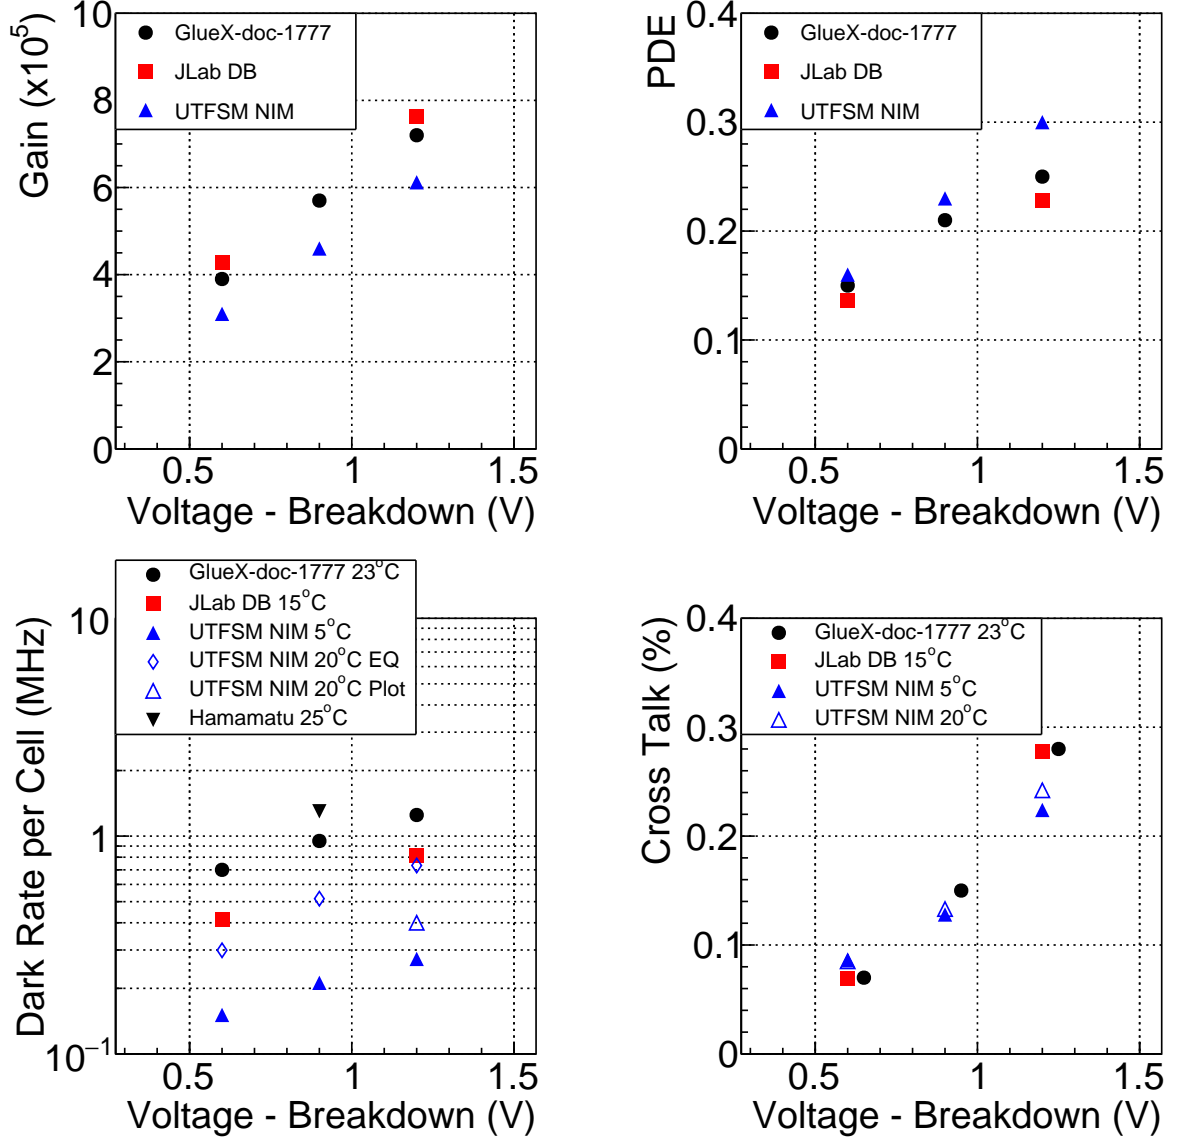 Gain (x10⁵)
10
8
6
4
2
0
GlueX-doc-1777
JLab DB
UTFSM NIM
0.5 1 1.5
Voltage - Breakdown (V)
PDE
0.4
0.3
0.2
0.1
0
GlueX-doc-1777
JLab DB
UTFSM NIM
0.5 1 1.5
Voltage - Breakdown (V)
Dark Rate per Cell (MHz)
10
1
10⁻¹
GlueX-doc-1777 23°C
JLab DB 15°C
UTFSM NIM 5°C
UTFSM NIM 20°C EQ
UTFSM NIM 20°C Plot
Hamamatu 25°C
0.5 1 1.5
Voltage - Breakdown (V)
Cross Talk (%)
0.4
0.3
0.2
0.1
0
GlueX-doc-1777 23°C
JLab DB 15°C
UTFSM NIM 5°C
UTFSM NIM 20°C
0.5 1 1.5
Voltage - Breakdown (V)